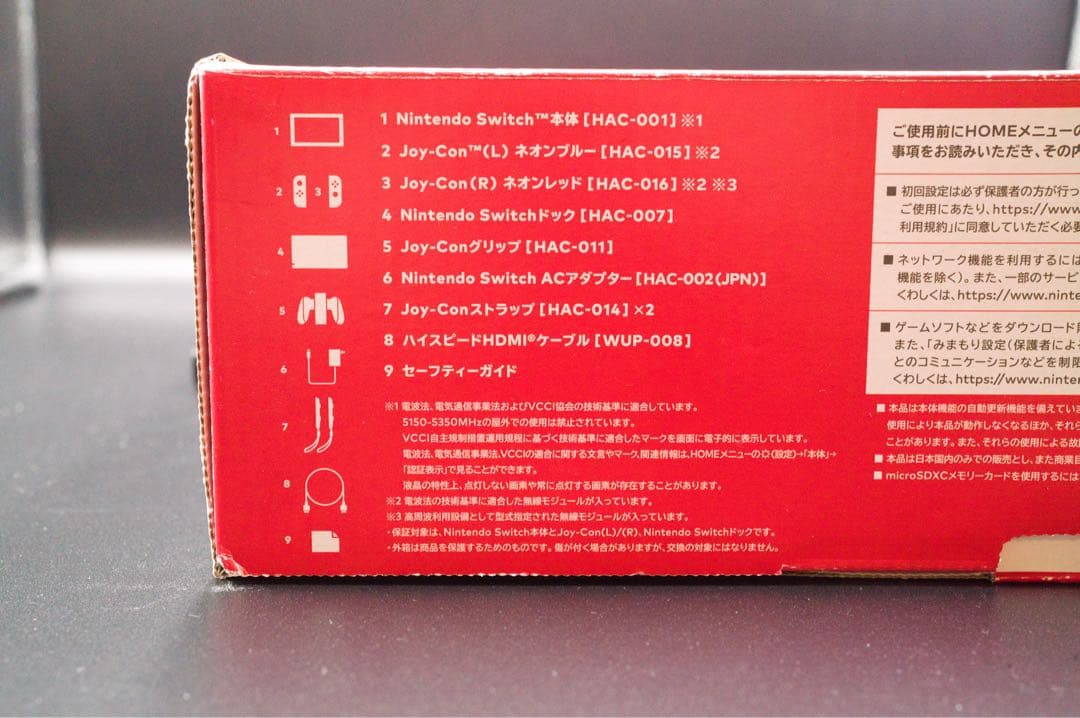 1 Nintendo Switch™本体[HAC-001]※1
2 Joy-Con™(L) ネオンブルー[HAC-015]※2
3 Joy-Con(R) ネオンレッド[HAC-016]※2 ※3
4 Nintendo Switchドック[HAC-007]
5 Joy-Conグリップ[HAC-011]
6 Nintendo Switch ACアダプター[HAC-002(JPN)]
7 Joy-Conストラップ[HAC-014]×2
8 ハイスピードHDMI®ケーブル[WUP-008]
9 セーフティーガイド
1
2
3
4
5
6
7
8
9
※1 電波法、電気通信事業法およびVCCI協会の技術基準に適合しています。
5150-5350MHzの屋外での使用は禁止されています。
VCCI自主規制措置運用規程に基づく技術基準に適合したマークを画面に電子的に表示しています。
電波法、電気通信事業法、VCCIの適合に関する文言やマーク、関連情報は、HOMEメニューの(設定)→「本体」→
「認証表示」で見ることができます。
液晶の特性上、点灯しない画素や常に点灯する画素が存在することがあります。
※2 電波法の技術基準に適合した無線モジュールが入っています。
※3 高周波利用設備として型式指定された無線モジュールが入っています。
・保証対象は、Nintendo Switch本体とJoy-Con(L)/(R)、Nintendo Switchドックです。
・外箱は商品を保護するためのものです。傷が付く場合がありますが、交換の対象にはなりません。
ご使用前にHOMEメニューの
事項をお読みいただき、その内
■ 初回設定は必ず保護者の方が行っ
ご使用にあたり、https://www
利用規約」に同意していただく必要
■ ネットワーク機能を利用するには
機能を除く)。また、一部のサービ
くわしくは、https://www.ninte
■ ゲームソフトなどをダウンロード
また、「みまもり設定(保護者によ
とのコミュニケーションなどを制限
くわしくは、https://www.ninte
■ 本品は本体機能の自動更新機能を備えてい
使用により本品が動作しなくなるほか、それら
ことがあります。また、それらの使用による故
■ 本品は日本国内のみでの販売とし、また商業目
■ microSDXCメモリーカードを使用するには